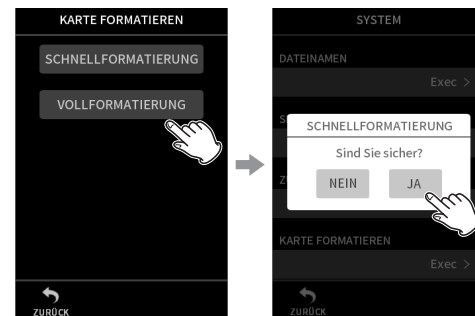 KARTE FORMATIEREN
SCHNELLFORMATIERUNG
VOLLFORMATIERUNG
ZURÜCK
SYSTEM
DATEINAMEN
Exec >
S
SCHNELLFORMATIERUNG
Sind Sie sicher?
Z
NEIN JA
KARTE FORMATIEREN
Exec >
ZURÜCK